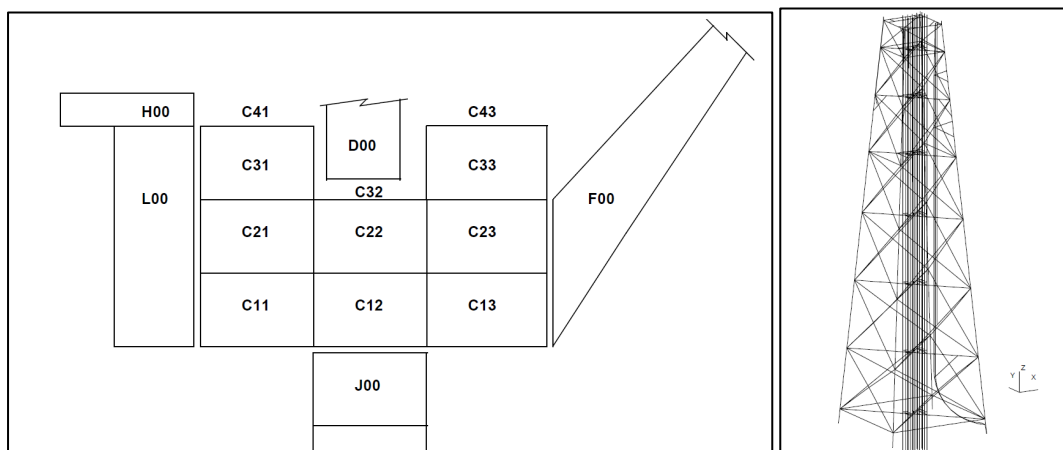 H00 C41 C43
D00
C31 C33
L00 C32 F00
C21 C22 C23
C11 C12 C13
J00
Z
Y X